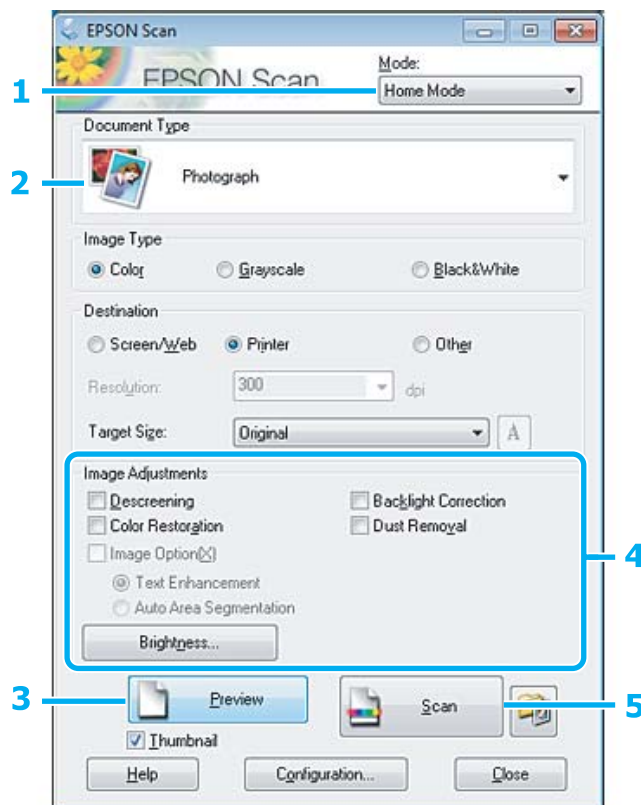 EPSON Scan
EPSON Scan
Mode:
1
Home Mode
Document Type
2
Photograph
Image Type
Color Grayscale Black&White
Destination
Screen/Web Printer Other
Resolution: 300 dpi
Target Size: Original A
Image Adjustments
Descreening Backlight Correction
Color Restoration Dust Removal
Image Option(X)
4
Text Enhancement
Auto Area Segmentation
Brightness...
3 Preview Scan 5
Thumbnail
Help Configuration... Close